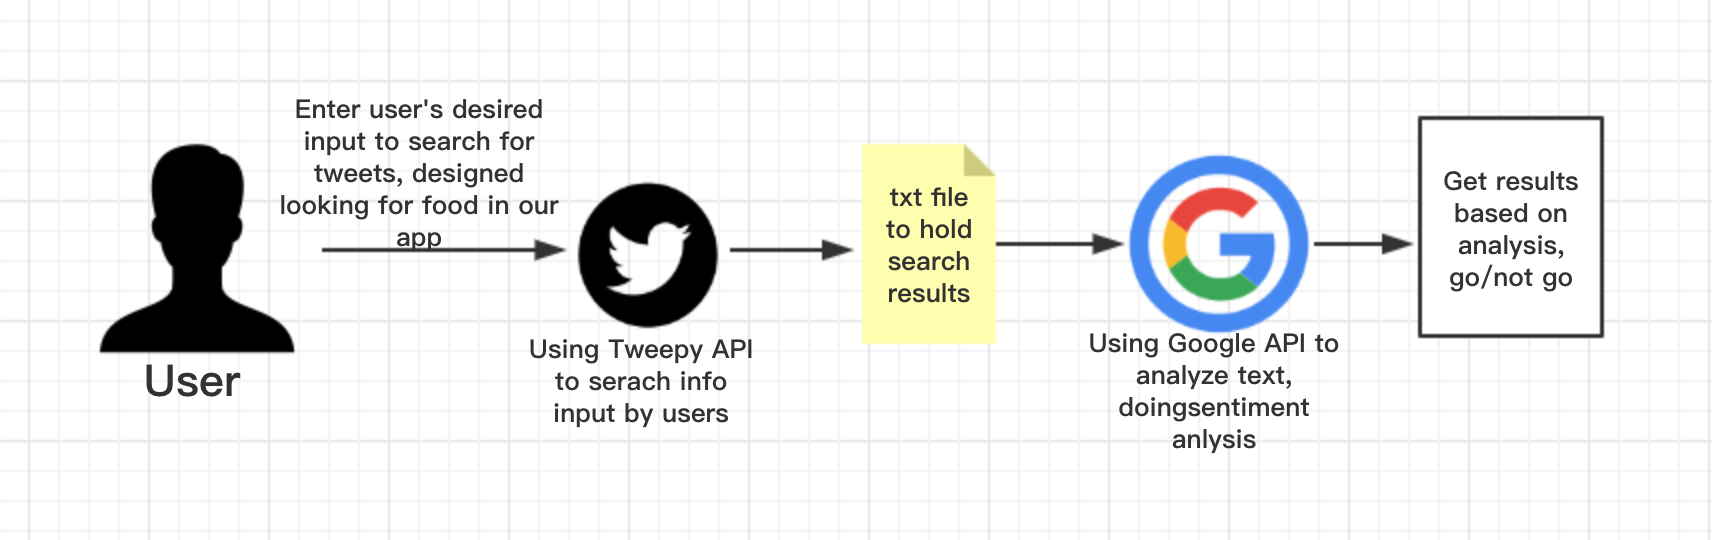 Enter user's desired
input to search for
tweets, designed
looking for food in our
app
User
Using Tweepy API
to serach info
input by users
txt file
to hold
search
results
Using Google API to
analyze text,
doingsentiment
anlysis
Get results
based on
analysis,
go/not go